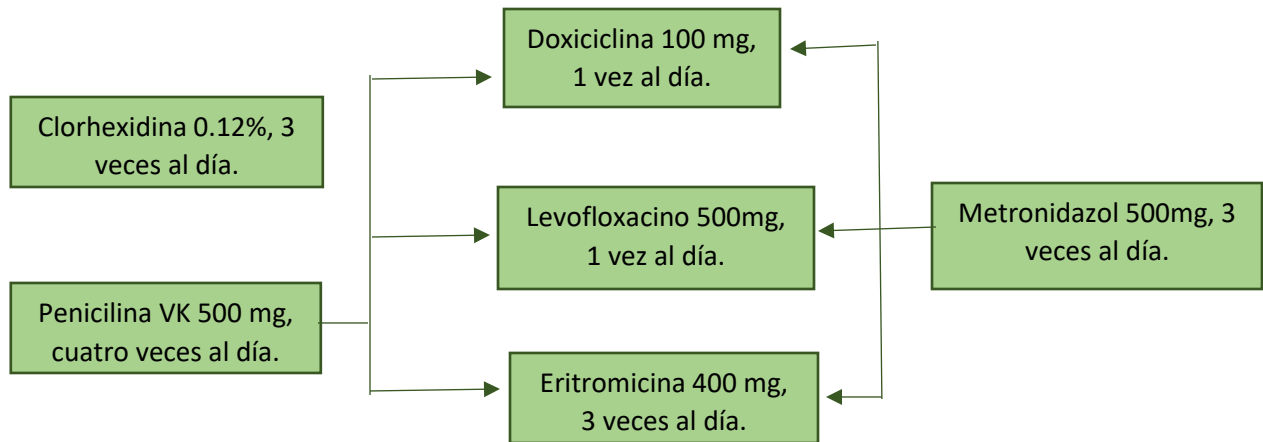 Doxiciclina 100 mg,
1 vez al día.
Clorhexidina 0.12%, 3
veces al día.
Levofloxacino 500mg,
1 vez al día.
Metronidazol 500mg, 3
veces al día.
Penicilina VK 500 mg,
cuatro veces al día.
Eritromicina 400 mg,
3 veces al día.